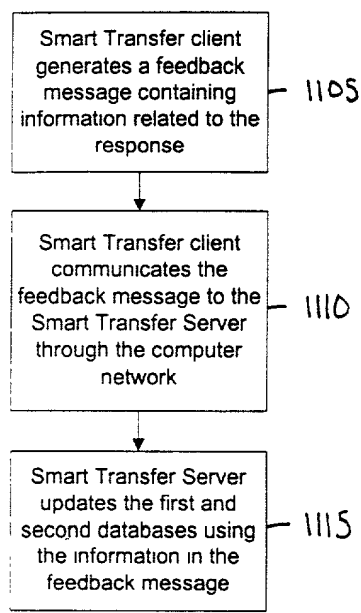 Smart Transfer client
generates a feedback
message containing
information related to the
response
1105
Smart Transfer client
communicates the
feedback message to the
Smart Transfer Server
through the computer
network
1110
Smart Transfer Server
updates the first and
second databases using
the information in the
feedback message
1115